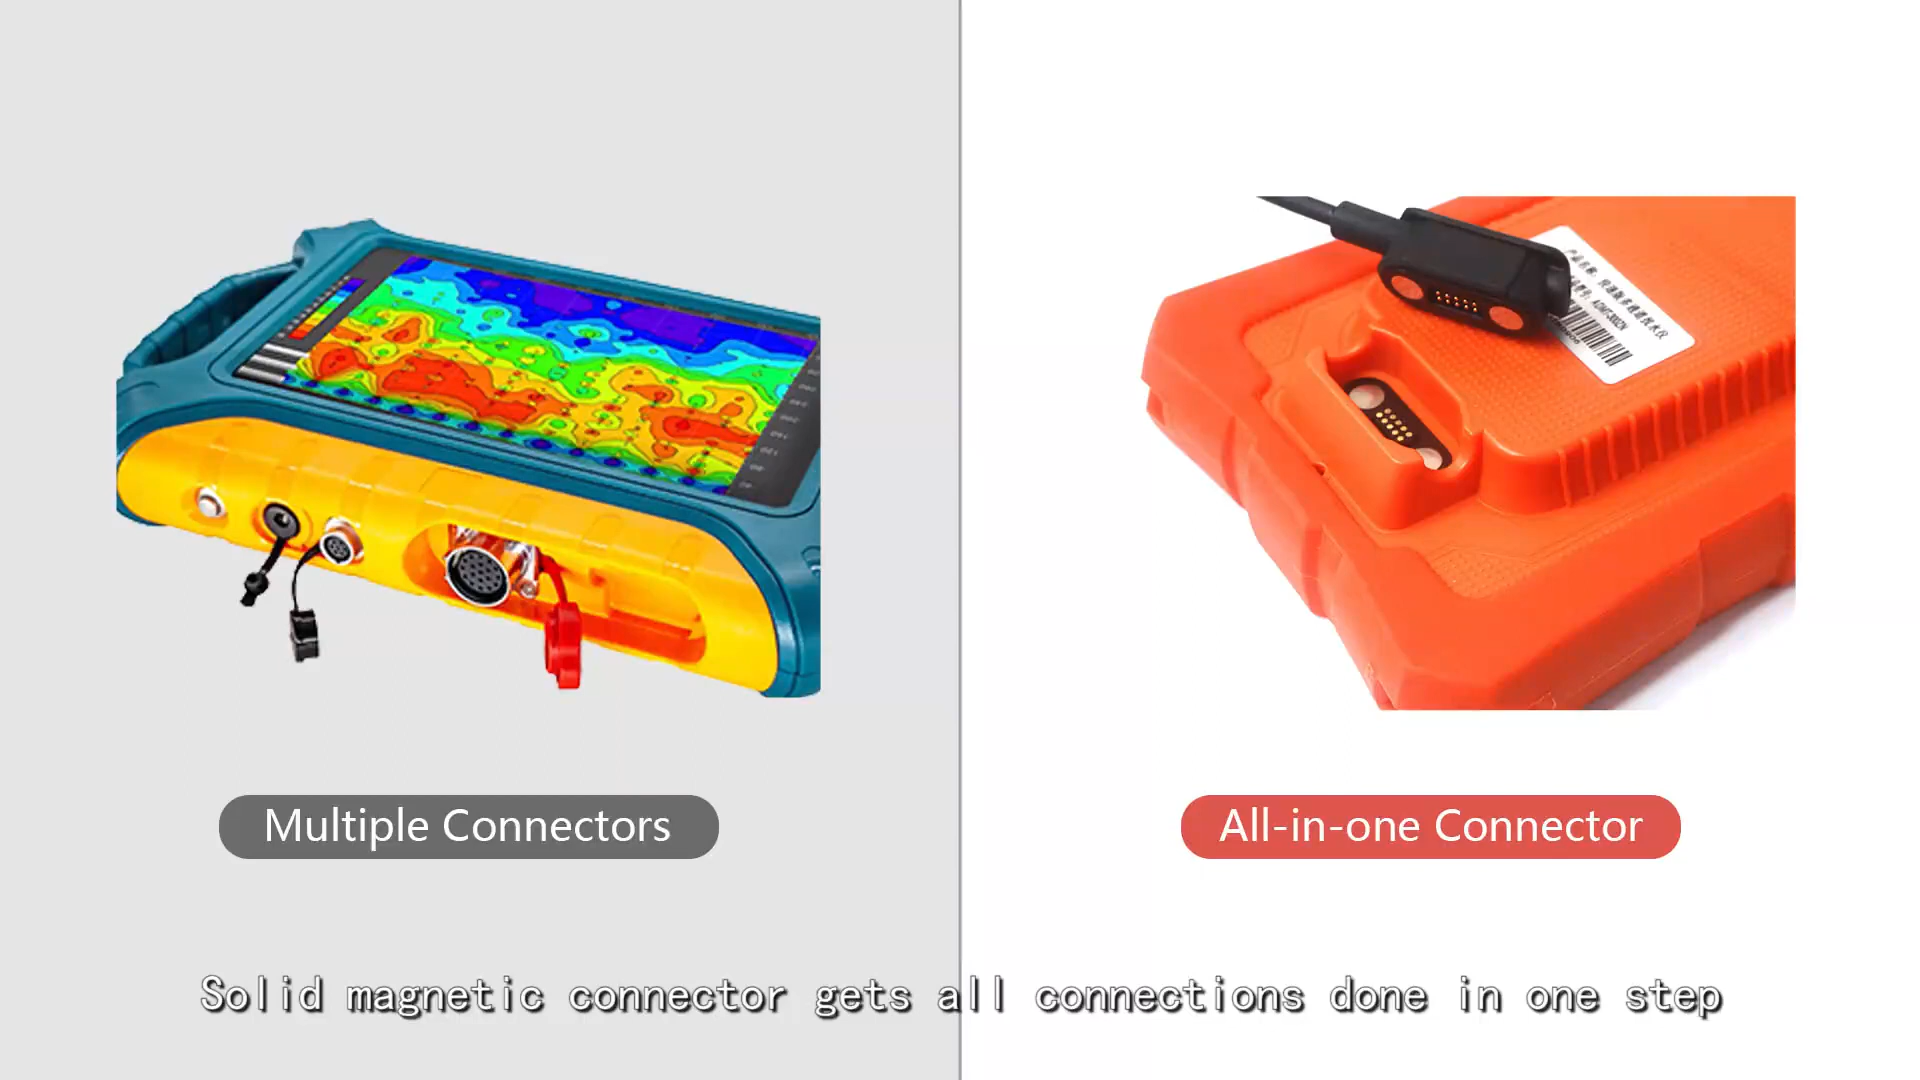 Multiple Connectors
All-in-one Connector
Solid magnetic connector gets all connections done in one step